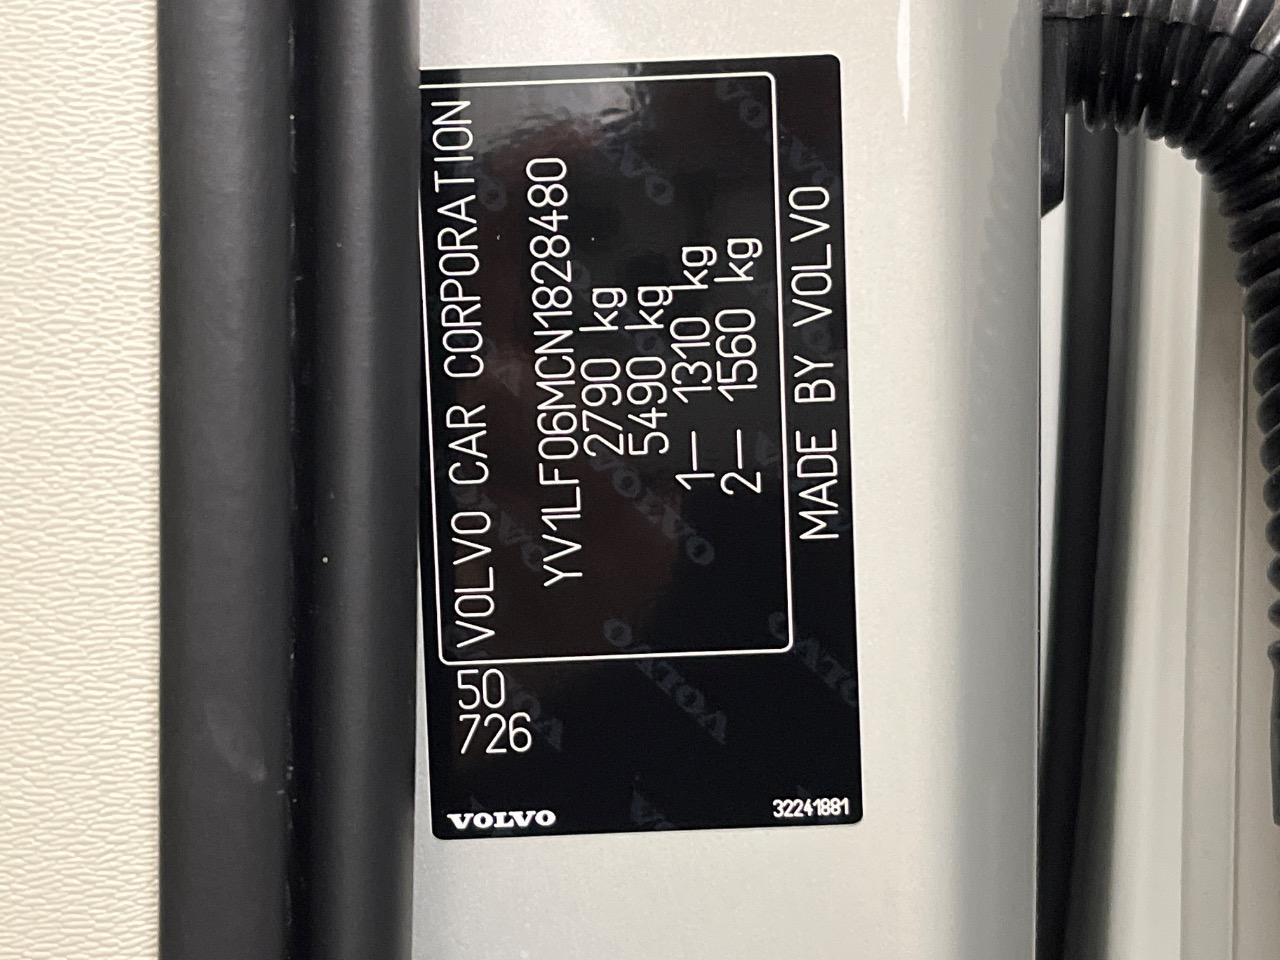 VOLVO CAR CORPORATION
YV1LF06MCN1828480
2790 kg
5490 kg
1— 1310 kg
2— 1560 kg
MADE BY VOLVO
50
726
VOLVO
32241881